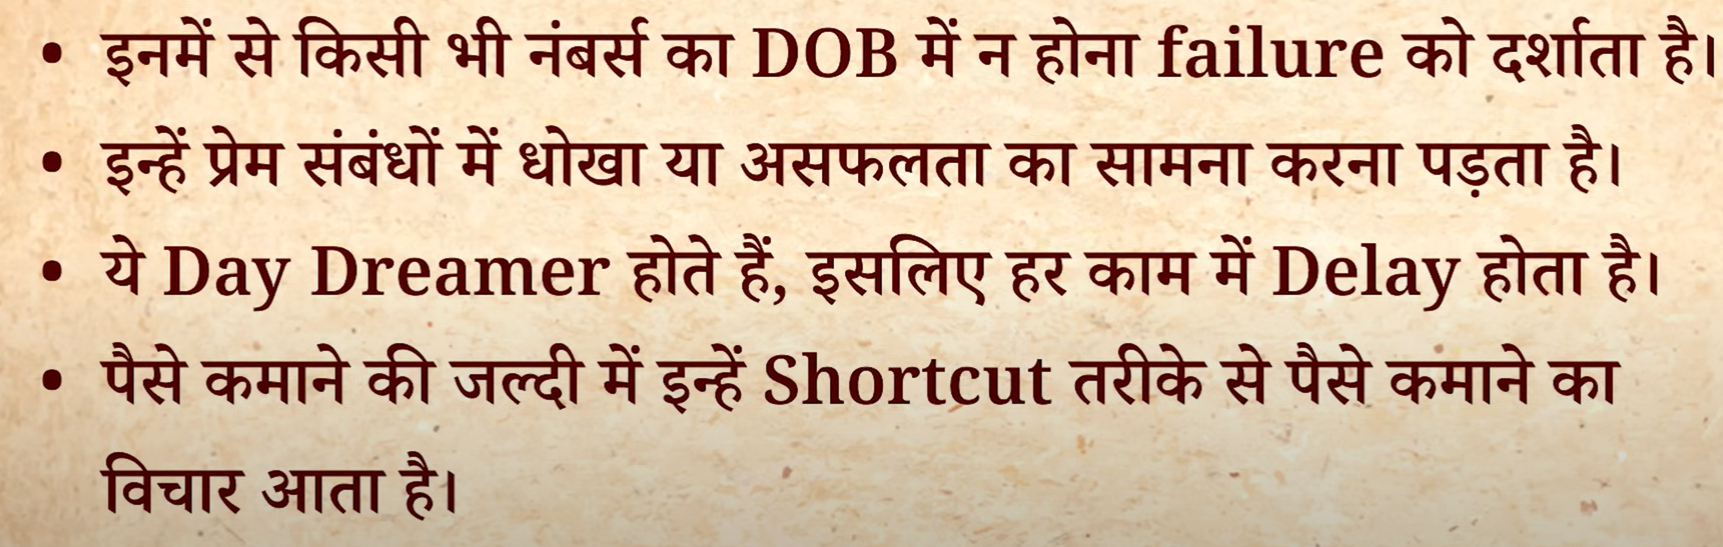 • इनमें से किसी भी नंबर्स का DOB में न होना failure को दर्शाता है।
• इन्हें प्रेम संबंधों में धोखा या असफलता का सामना करना पड़ता है।
• ये Day Dreamer होते हैं, इसलिए हर काम में Delay होता है।
• पैसे कमाने की जल्दी में इन्हें Shortcut तरीके से पैसे कमाने का
विचार आता है।